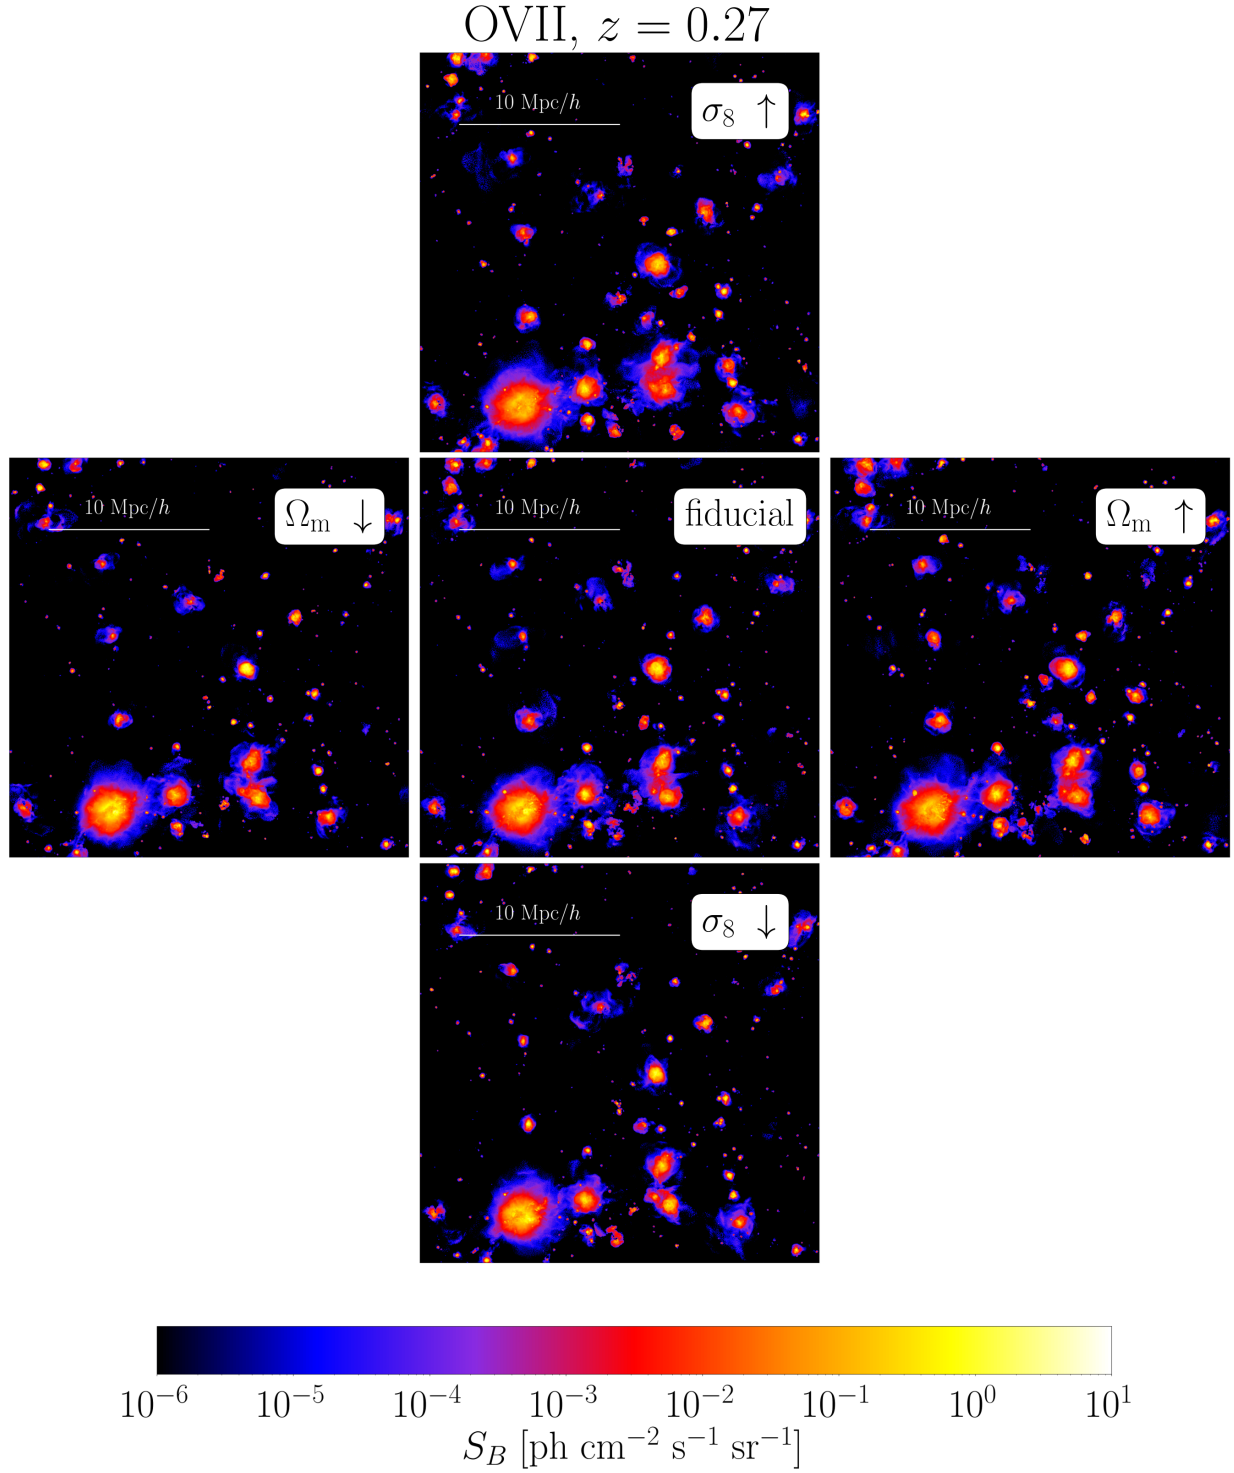 OVII, z = 0.27
10 Mpc/h
σ₈ ↑
10 Mpc/h
Ωₘ ↓
10 Mpc/h
fiducial
10 Mpc/h
Ωₘ ↑
10 Mpc/h
σ₈ ↓
10⁻⁶ 10⁻⁵ 10⁻⁴ 10⁻³ 10⁻² 10⁻¹ 10⁰ 10¹
S_B [ph cm⁻² s⁻¹ sr⁻¹]